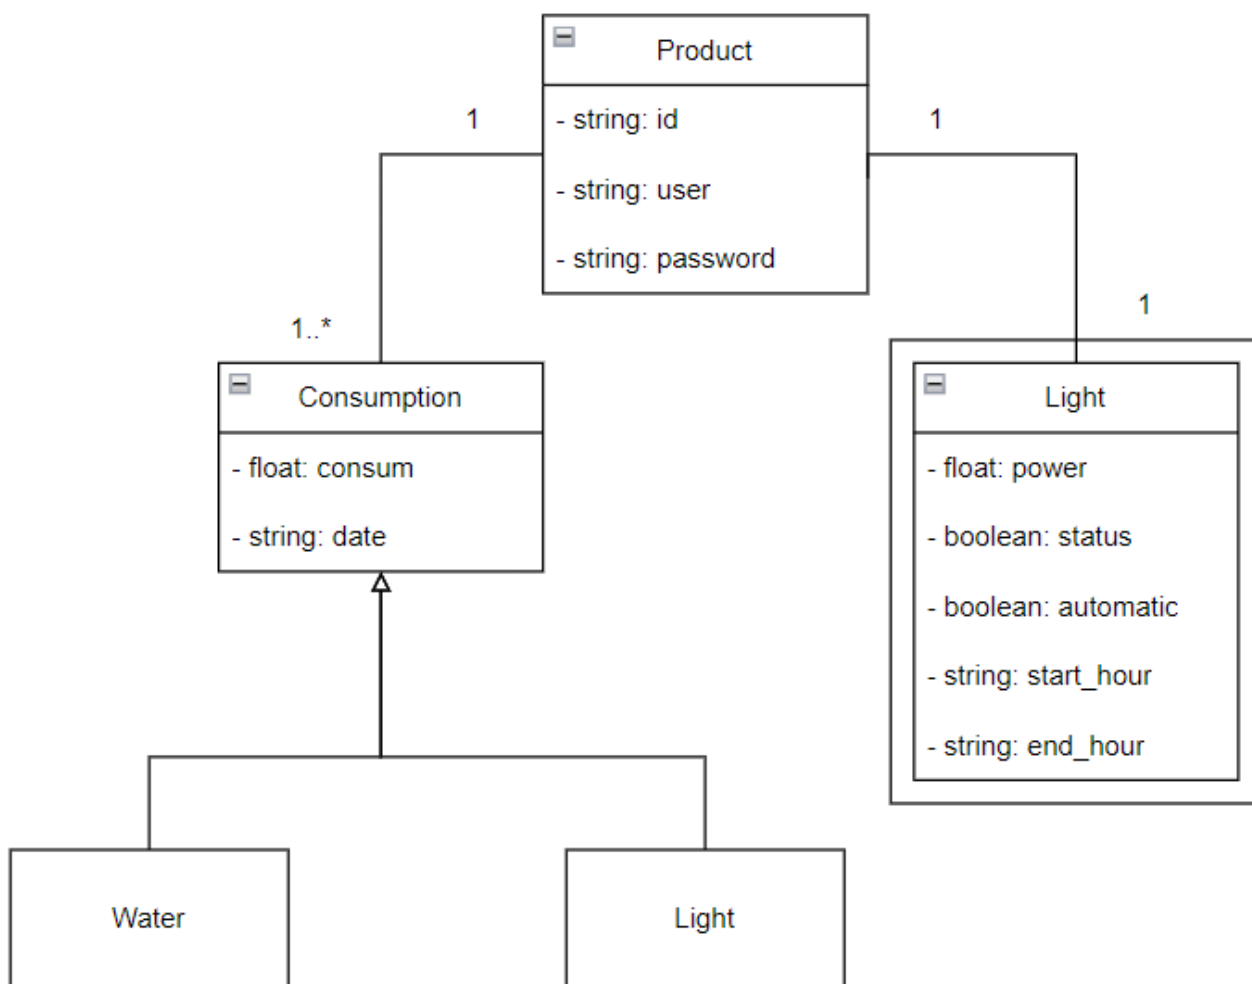 Product
- string: id
- string: user
- string: password
1
1
1..*
1
Consumption
- float: consum
- string: date
Light
- float: power
- boolean: status
- boolean: automatic
- string: start_hour
- string: end_hour
Water
Light